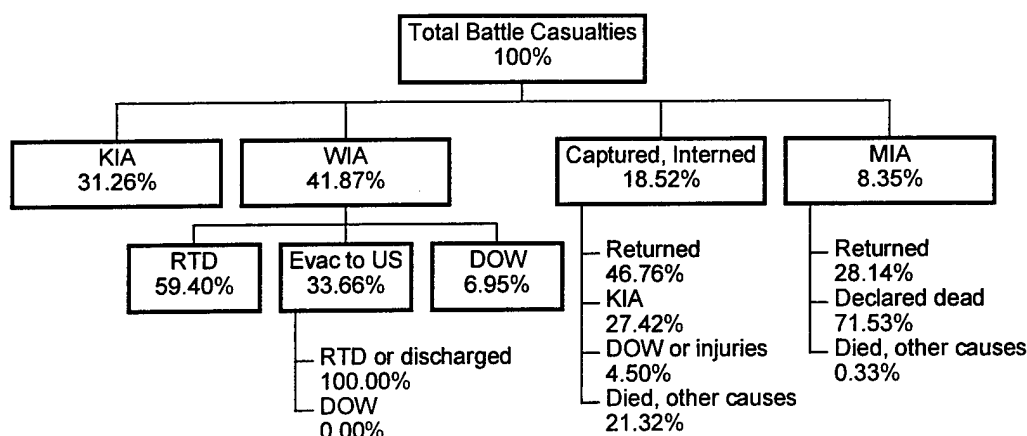 Total Battle Casualties
100%
KIA
31.26%
WIA
41.87%
Captured, Interned
18.52%
MIA
8.35%
RTD
59.40%
Evac to US
33.66%
DOW
6.95%
RTD or discharged
100.00%
DOW
0.00%
Returned
46.76%
KIA
27.42%
DOW or injuries
4.50%
Died, other causes
21.32%
Returned
28.14%
Declared dead
71.53%
Died, other causes
0.33%